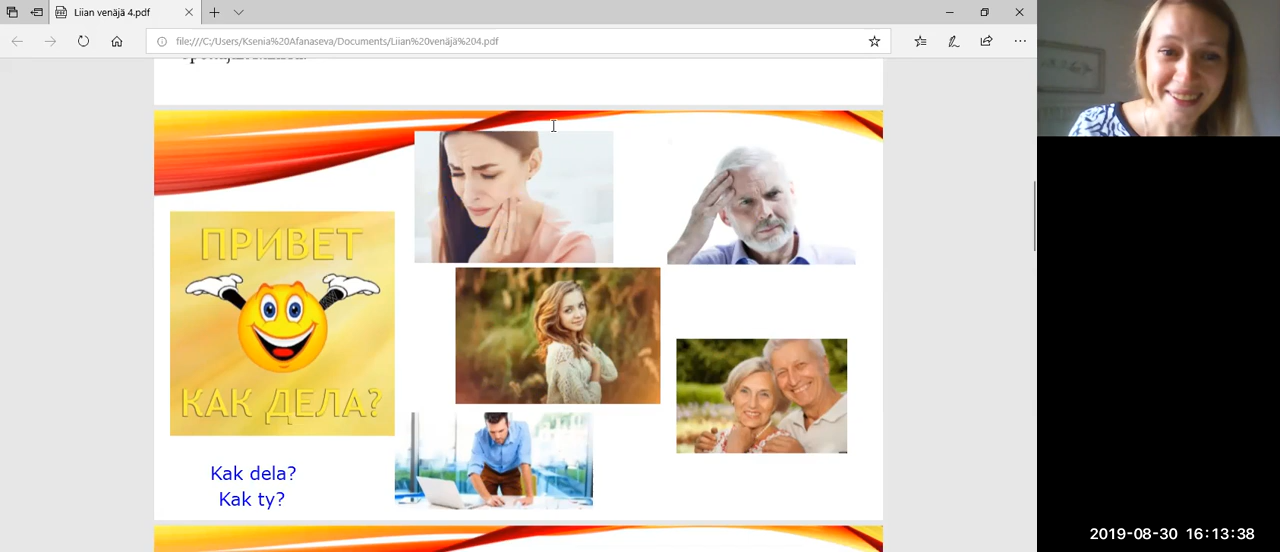 Liian venäjä 4.pdf
file:///C:/Users/Ksenia%20Afanaseva/Documents/Liian%20venäjä%204.pdf
ПРИВЕТ
КАК ДЕЛА?
Kak dela?
Kak ty?
2019-08-30 16:13:38